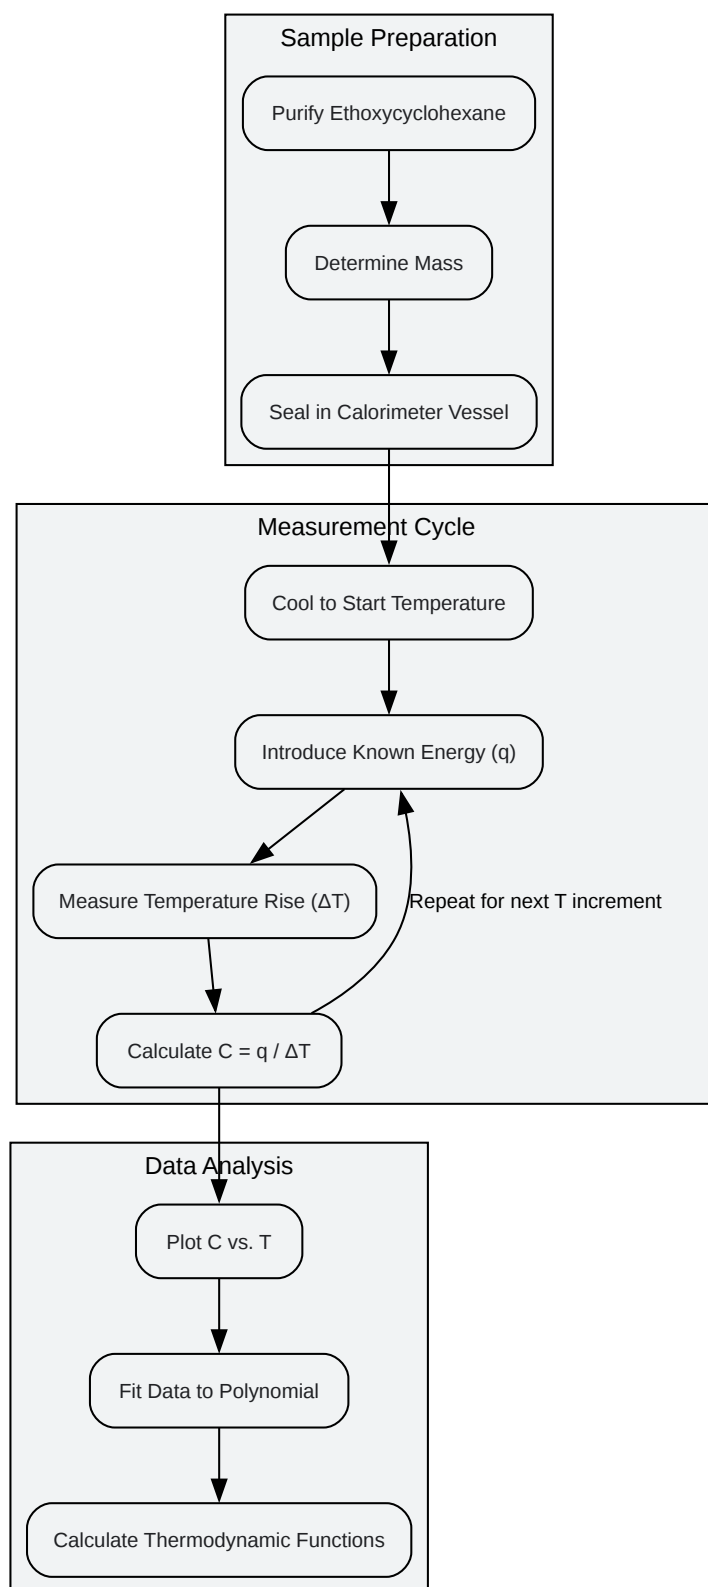 Sample Preparation
Purify Ethoxycyclohexane
Determine Mass
Seal in Calorimeter Vessel
Measurement Cycle
Cool to Start Temperature
Introduce Known Energy (q)
Measure Temperature Rise (ΔT)
Repeat for next T increment
Calculate C = q / ΔT
Data Analysis
Plot C vs. T
Fit Data to Polynomial
Calculate Thermodynamic Functions